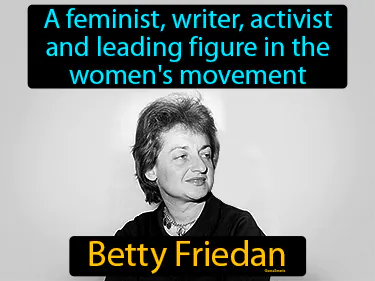 A feminist, writer, activist
and leading figure in the
women's movement
Betty Friedan